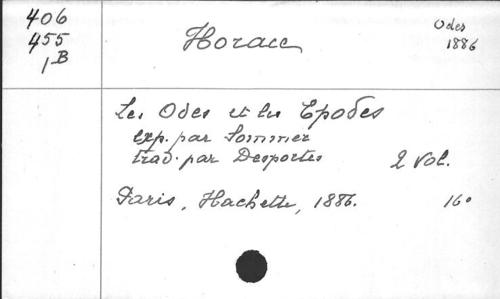 406
455
1B
Horace
Odes
1886
Les Odes et les Epodes
exp. par Sommer
trad. par Desportes 2 Vol.
Paris, Hachette, 1886. 16°